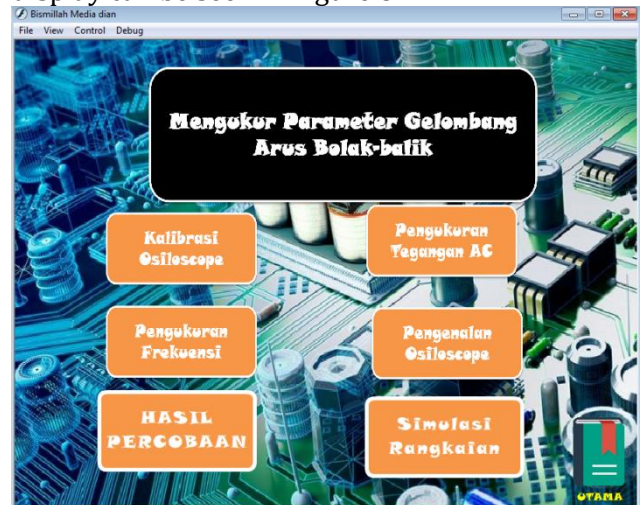 Bismillah Media dian
File View Control Debug
Mengukur Parameter Gelombang
Arus Bolak-balik
Kalibrasi
Osiloscope
Pengukuran
Tegangan AC
Pengukuran
Frekuensi
Pengenalan
Osiloscope
HASIL
PERCOBAAN
Simulasi
Rangkaian
UTAMA